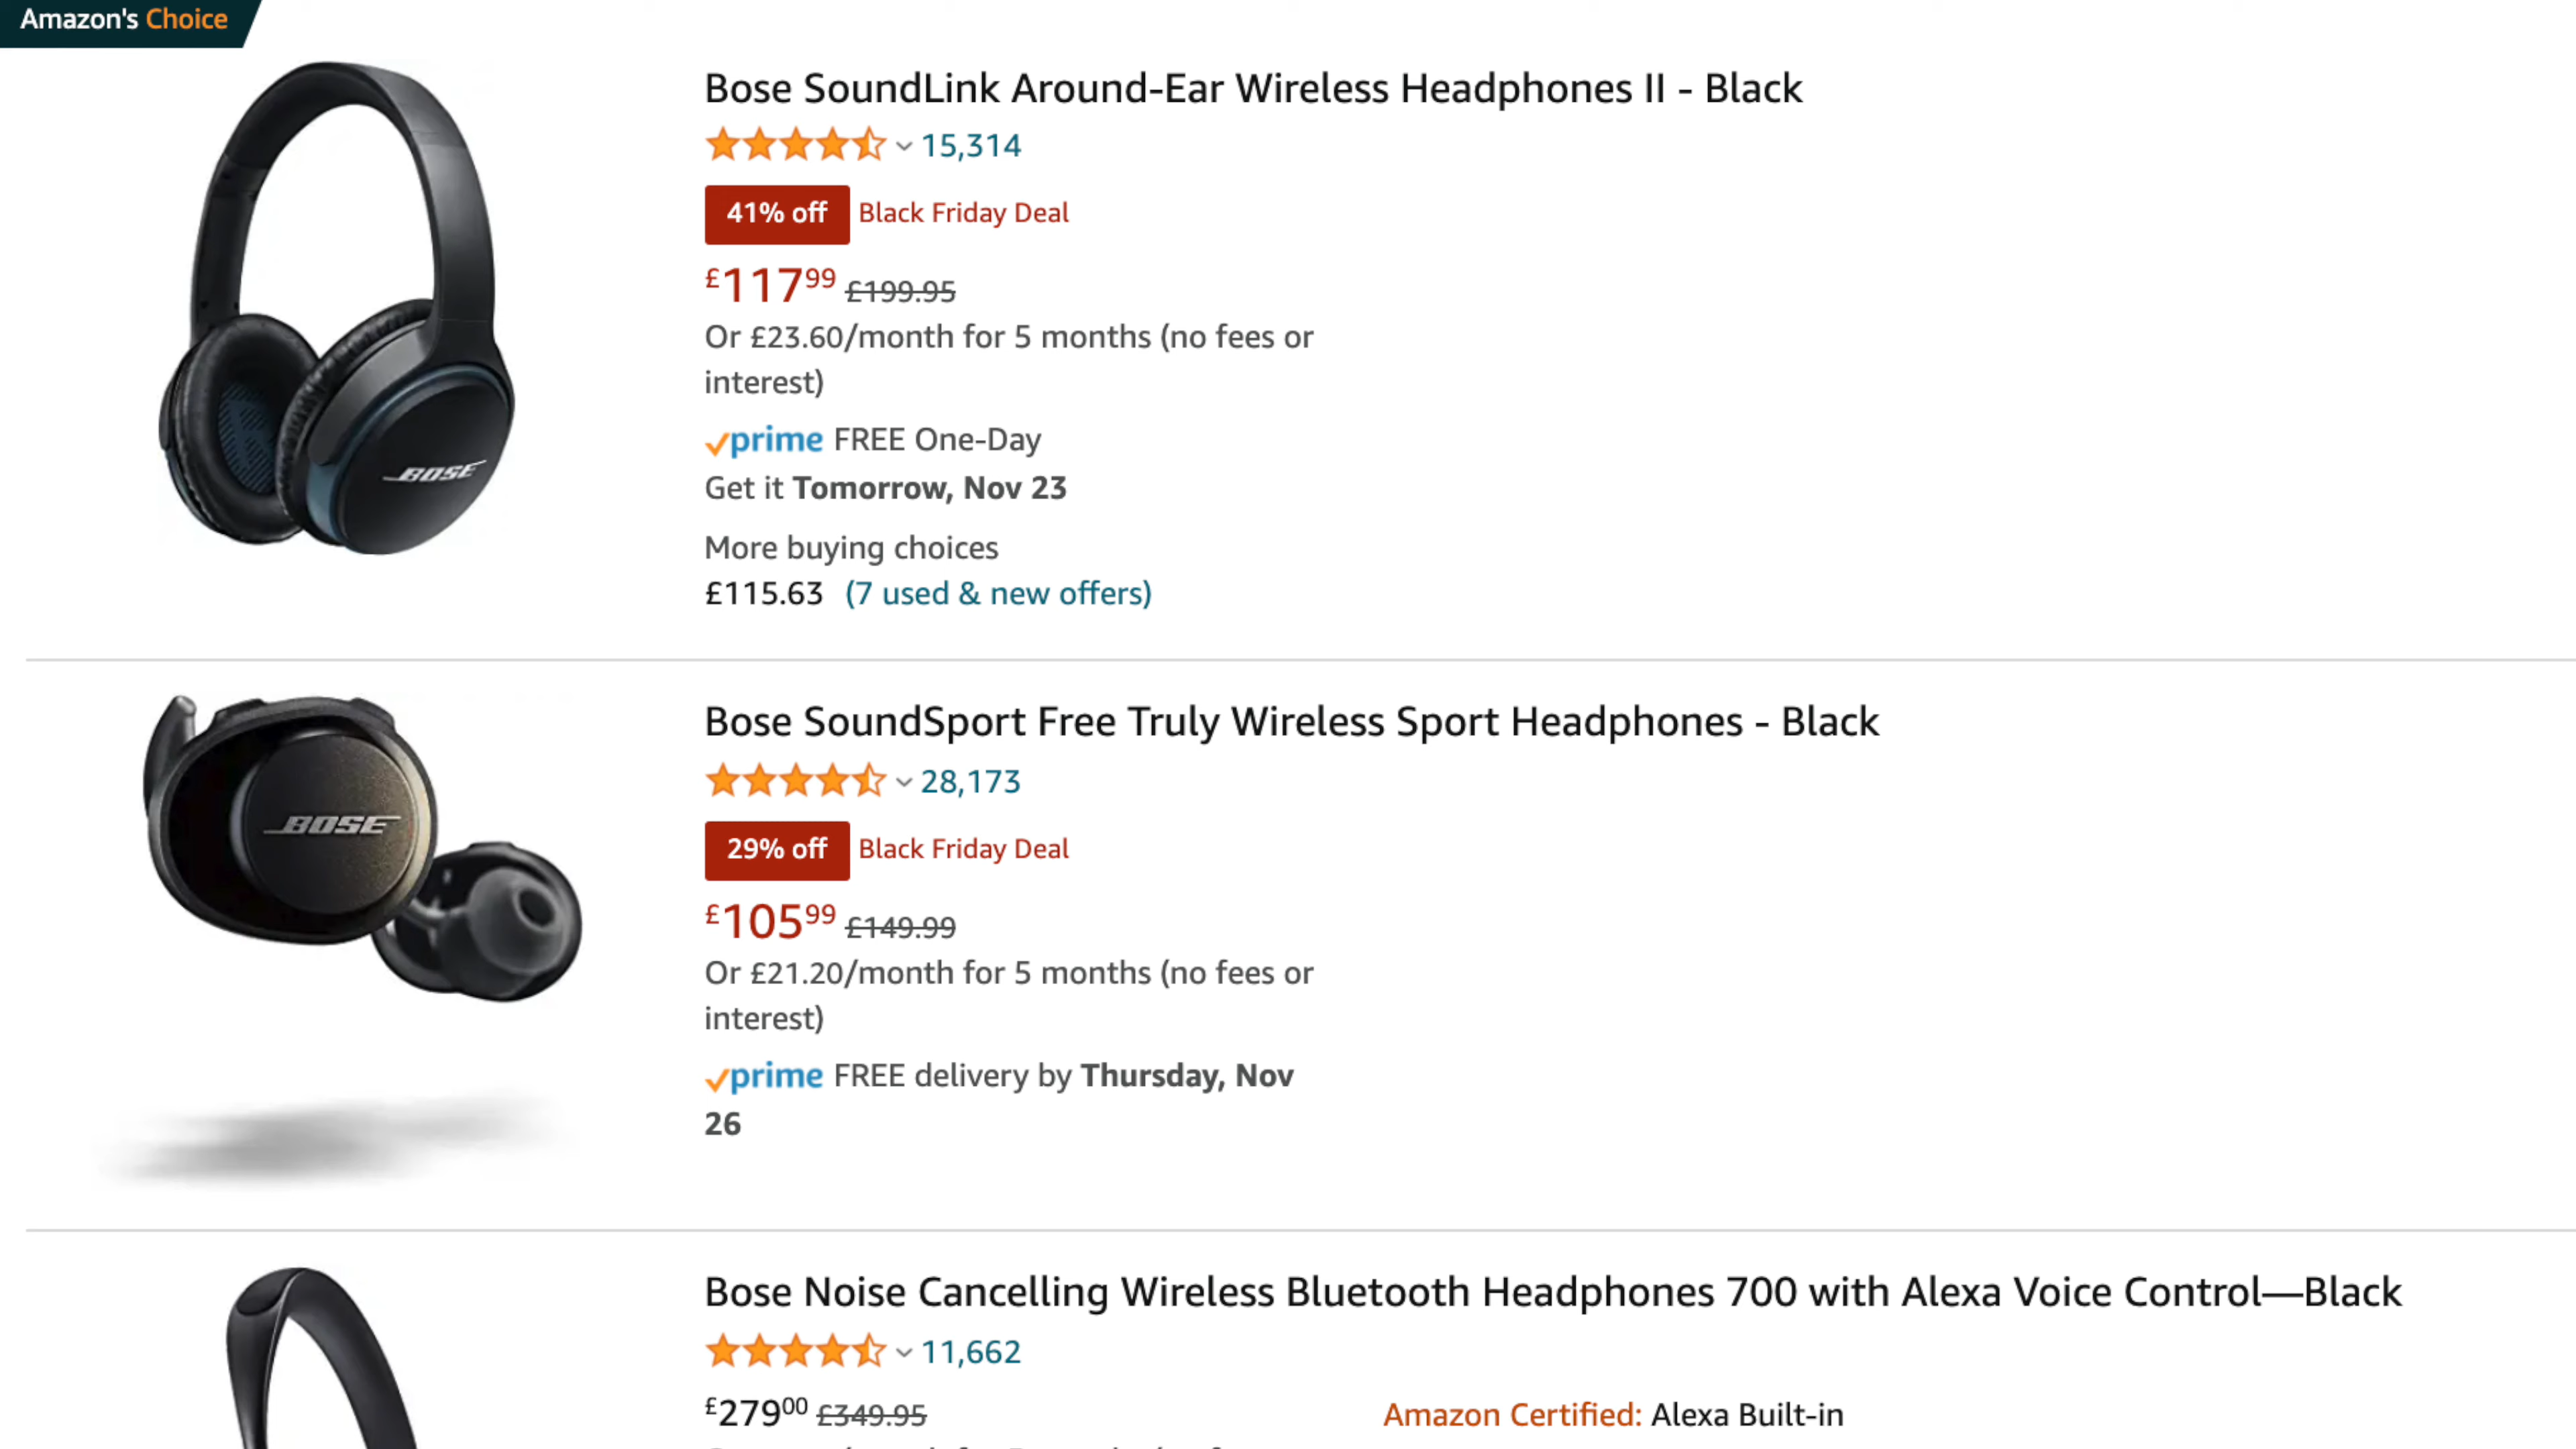 Amazon's Choice
Bose SoundLink Around-Ear Wireless Headphones II - Black
15,314
41% off Black Friday Deal
£117.99 £199.95
Or £23.60/month for 5 months (no fees or
interest)
prime FREE One-Day
Get it Tomorrow, Nov 23
More buying choices
£115.63 (7 used & new offers)
BOSE
Bose SoundSport Free Truly Wireless Sport Headphones - Black
28,173
29% off Black Friday Deal
£105.99 £149.99
Or £21.20/month for 5 months (no fees or
interest)
prime FREE delivery by Thursday, Nov
26
BOSE
Bose Noise Cancelling Wireless Bluetooth Headphones 700 with Alexa Voice Control—Black
11,662
£279.00 £349.95
Amazon Certified: Alexa Built-in